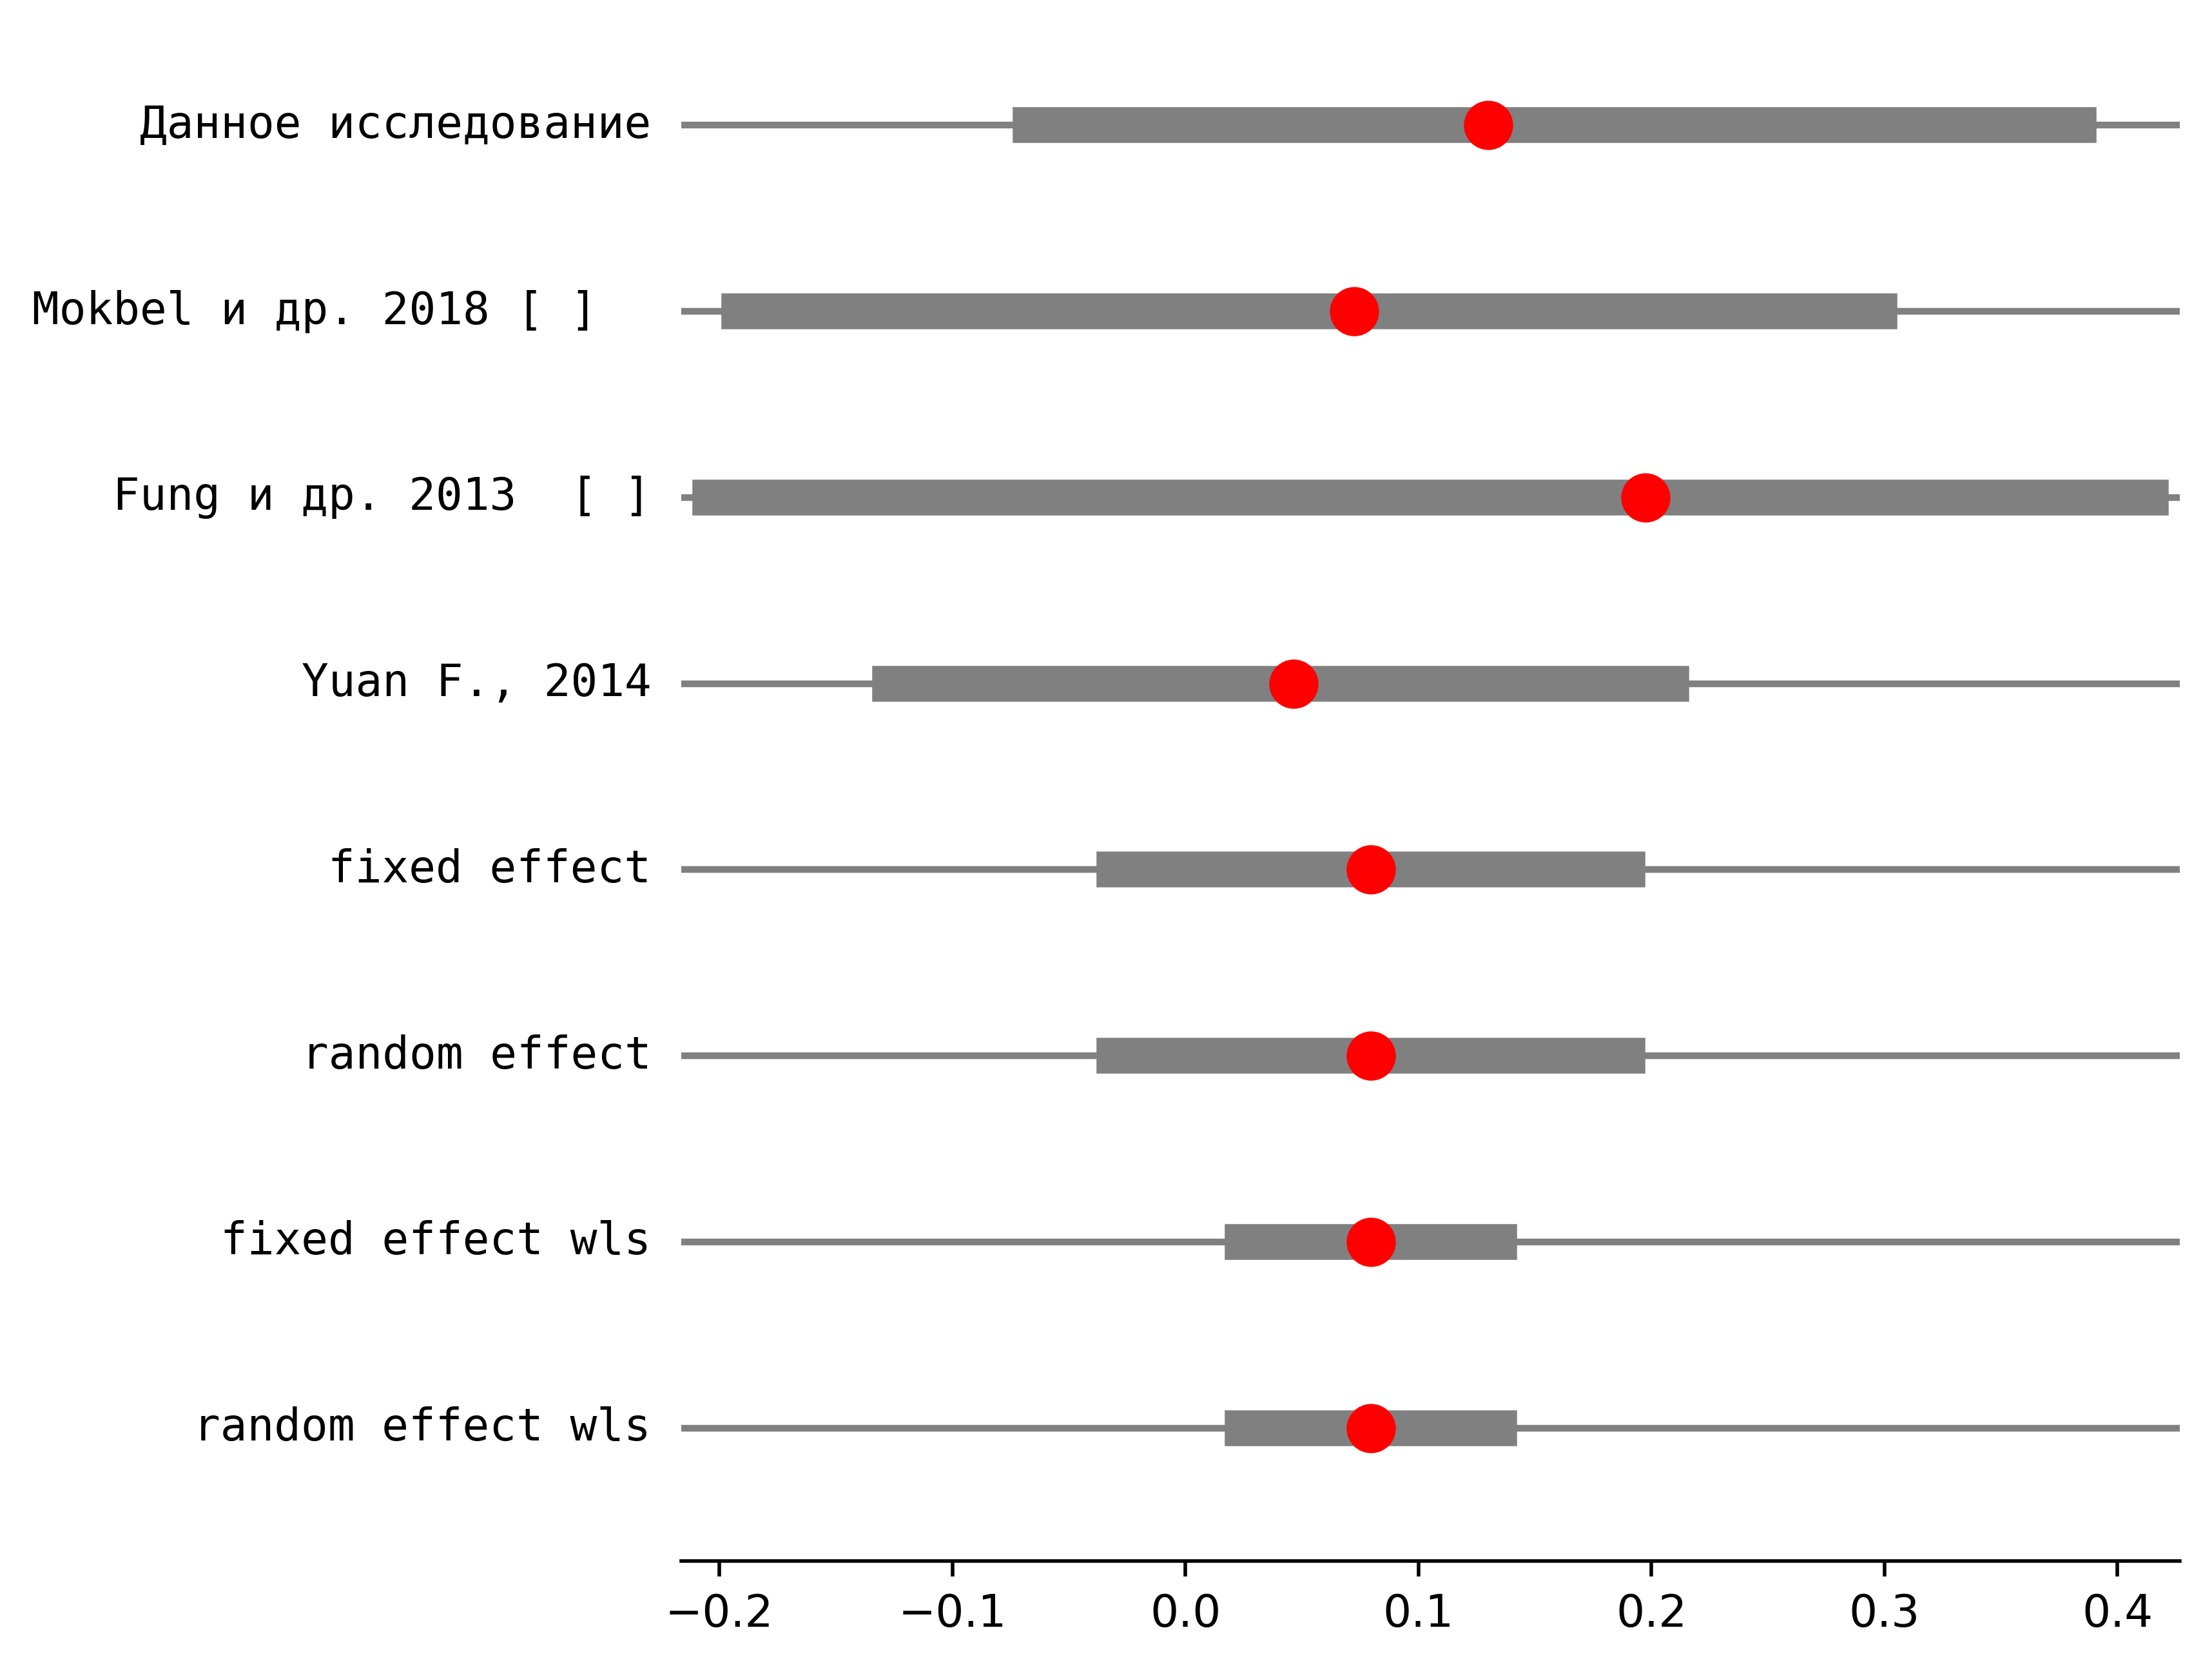 Данное исследование
Mokbel и др. 2018 [ ]
Fung и др. 2013  [ ]
Yuan F., 2014
fixed effect
random effect
fixed effect wls
random effect wls
−0.2 −0.1 0.0 0.1 0.2 0.3 0.4